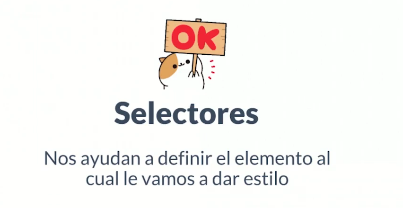 OK
Selectores
Nos ayudan a definir el elemento al
cual le vamos a dar estilo